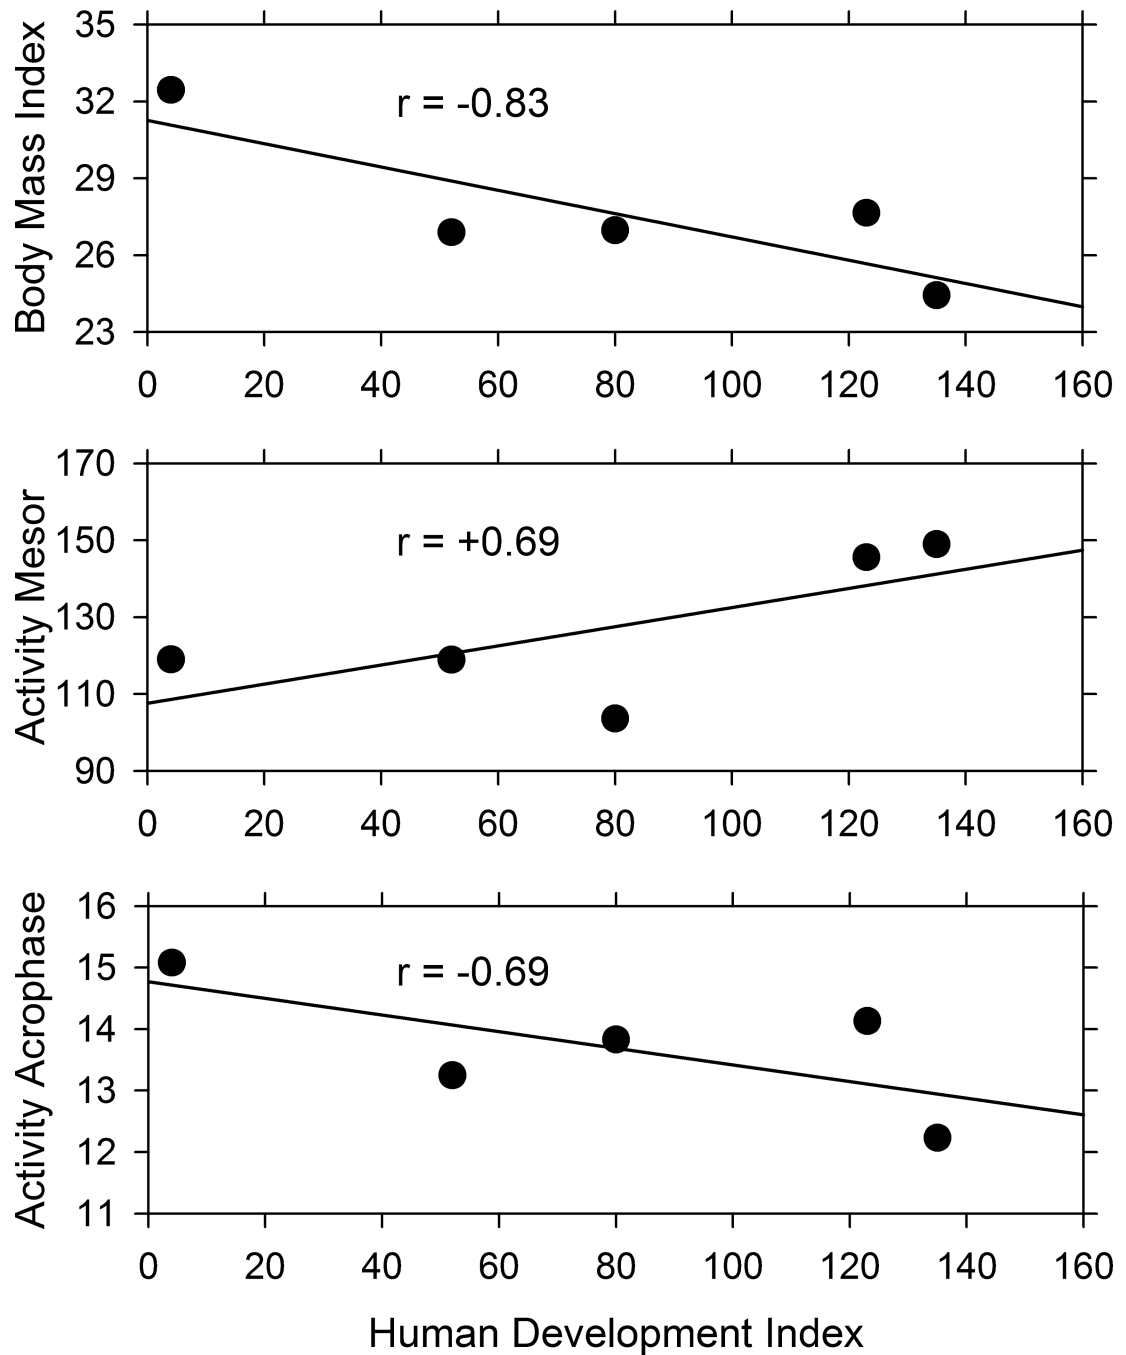 Body Mass Index
35
32
29
26
23
r = -0.83
0 20 40 60 80 100 120 140 160
Activity Mesor
170
150
130
110
90
r = +0.69
0 20 40 60 80 100 120 140 160
Activity Acrophase
16
15
14
13
12
11
r = -0.69
0 20 40 60 80 100 120 140 160
Human Development Index